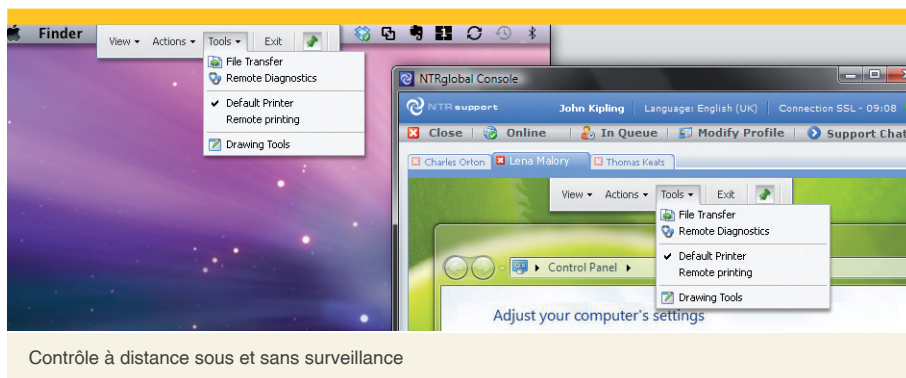 Finder
View Actions Tools Exit
File Transfer
Remote Diagnostics
Default Printer
Remote printing
Drawing Tools
NTRglobal Console
NTRsupport John Kipling Language: English (UK) Connection SSL - 09:08
Close Online In Queue Modify Profile Support Chat
Charles Orton Lena Malory Thomas Keats
View Actions Tools Exit
File Transfer
Remote Diagnostics
Default Printer
Remote printing
Drawing Tools
Control Panel
Adjust your computer's settings
Contrôle à distance sous et sans surveillance